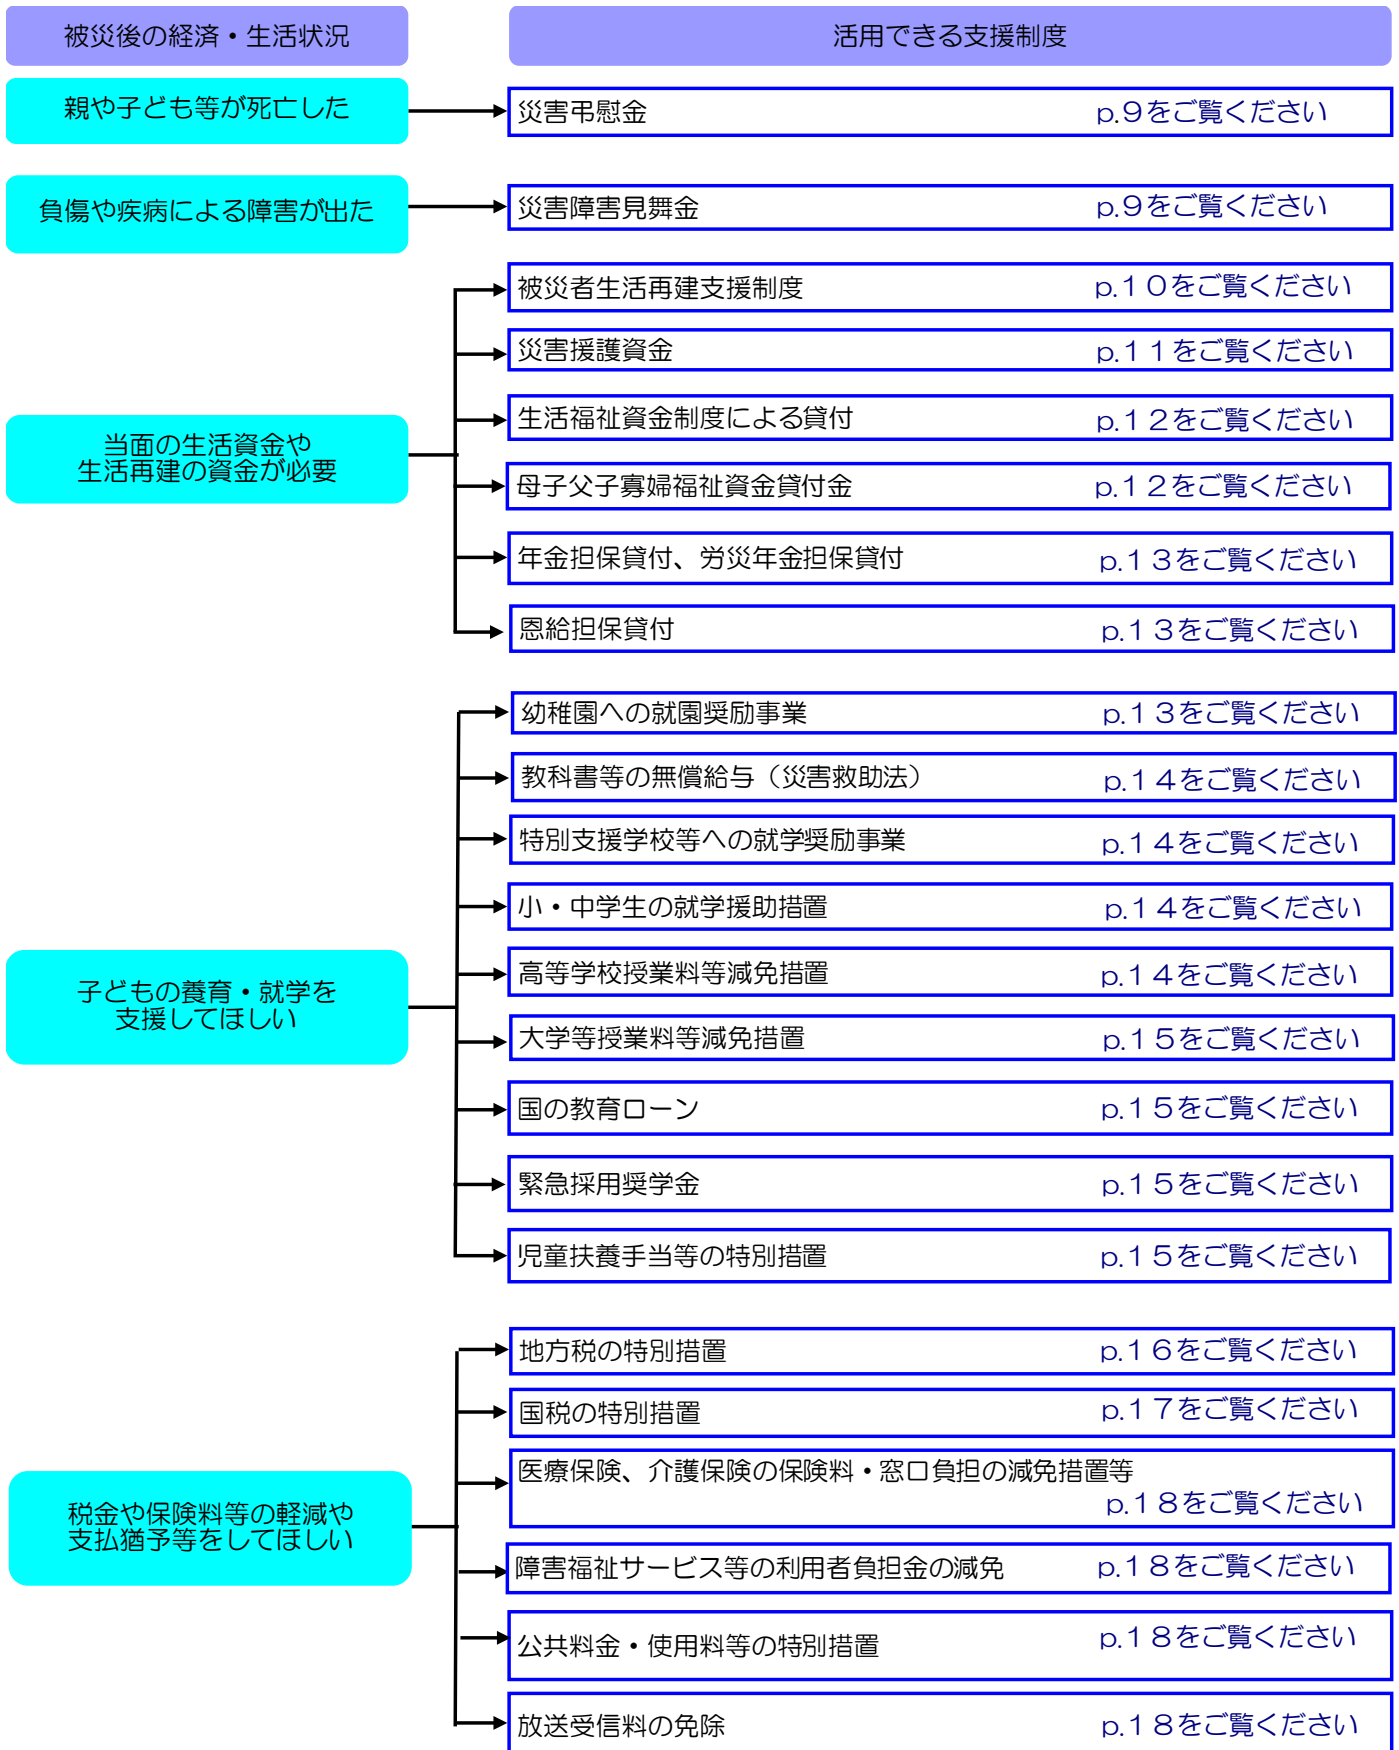 被災後の経済・生活状況
活用できる支援制度
親や子ども等が死亡した
災害弔慰金 p.9をご覧ください
負傷や疾病による障害が出た
災害障害見舞金 p.9をご覧ください
当面の生活資金や
生活再建の資金が必要
被災者生活再建支援制度 p.10をご覧ください
災害援護資金 p.11をご覧ください
生活福祉資金制度による貸付 p.12をご覧ください
母子父子寡婦福祉資金貸付金 p.12をご覧ください
年金担保貸付、労災年金担保貸付 p.13をご覧ください
恩給担保貸付 p.13をご覧ください
子どもの養育・就学を
支援してほしい
幼稚園への就園奨励事業 p.13をご覧ください
教科書等の無償給与（災害救助法） p.14をご覧ください
特別支援学校等への就学奨励事業 p.14をご覧ください
小・中学生の就学援助措置 p.14をご覧ください
高等学校授業料等減免措置 p.14をご覧ください
大学等授業料等減免措置 p.15をご覧ください
国の教育ローン p.15をご覧ください
緊急採用奨学金 p.15をご覧ください
児童扶養手当等の特別措置 p.15をご覧ください
税金や保険料等の軽減や
支払猶予等をしてほしい
地方税の特別措置 p.16をご覧ください
国税の特別措置 p.17をご覧ください
医療保険、介護保険の保険料・窓口負担の減免措置等
p.18をご覧ください
障害福祉サービス等の利用者負担金の減免 p.18をご覧ください
公共料金・使用料等の特別措置 p.18をご覧ください
放送受信料の免除 p.18をご覧ください